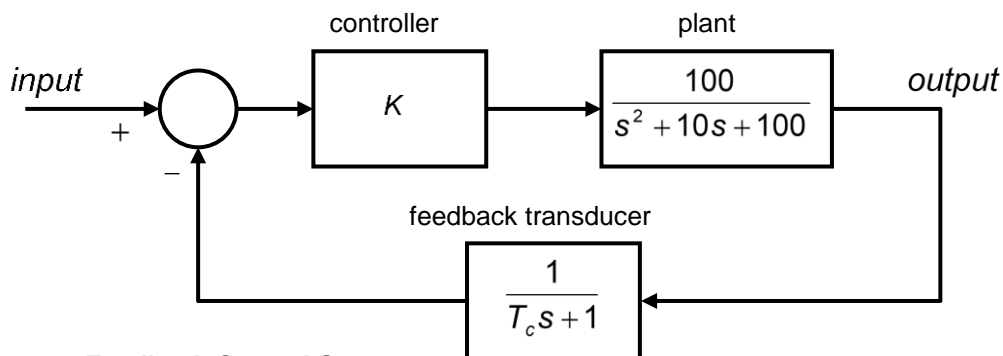 controller
plant
input
+
−
K
100
s² + 10s + 100
output
feedback transducer
1
T_c s + 1